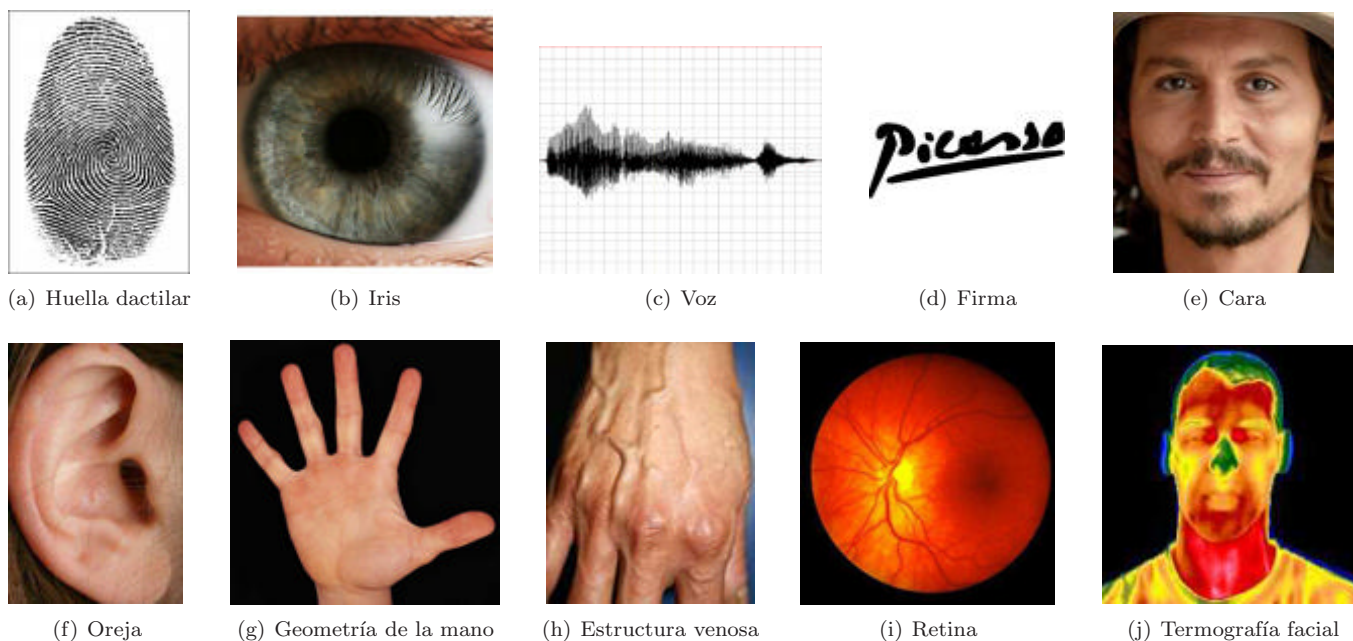 Picasso
(a) Huella dactilar
(b) Iris
(c) Voz
(d) Firma
(e) Cara
(f) Oreja
(g) Geometría de la mano
(h) Estructura venosa
(i) Retina
(j) Termografía facial